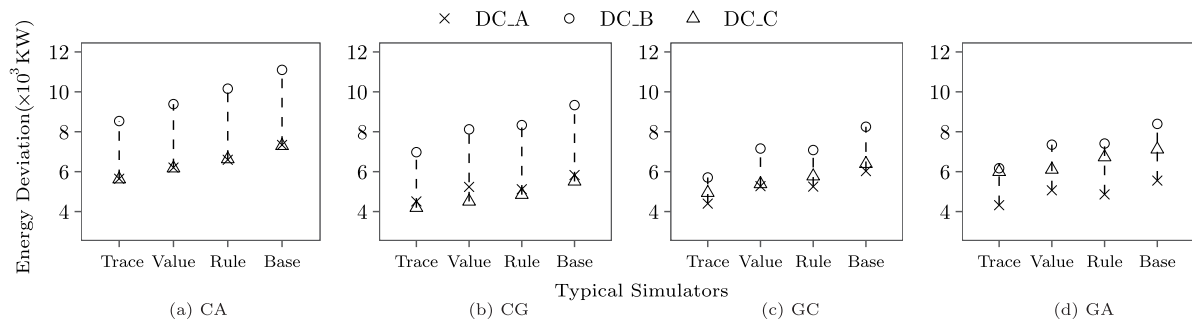 DC_A DC_B DC_C
Energy Deviation(×10³KW)
12 10 8 6 4
Trace Value Rule Base
(a) CA
12 10 8 6 4
Trace Value Rule Base
(b) CG
12 10 8 6 4
Trace Value Rule Base
(c) GC
12 10 8 6 4
Trace Value Rule Base
(d) GA
Typical Simulators